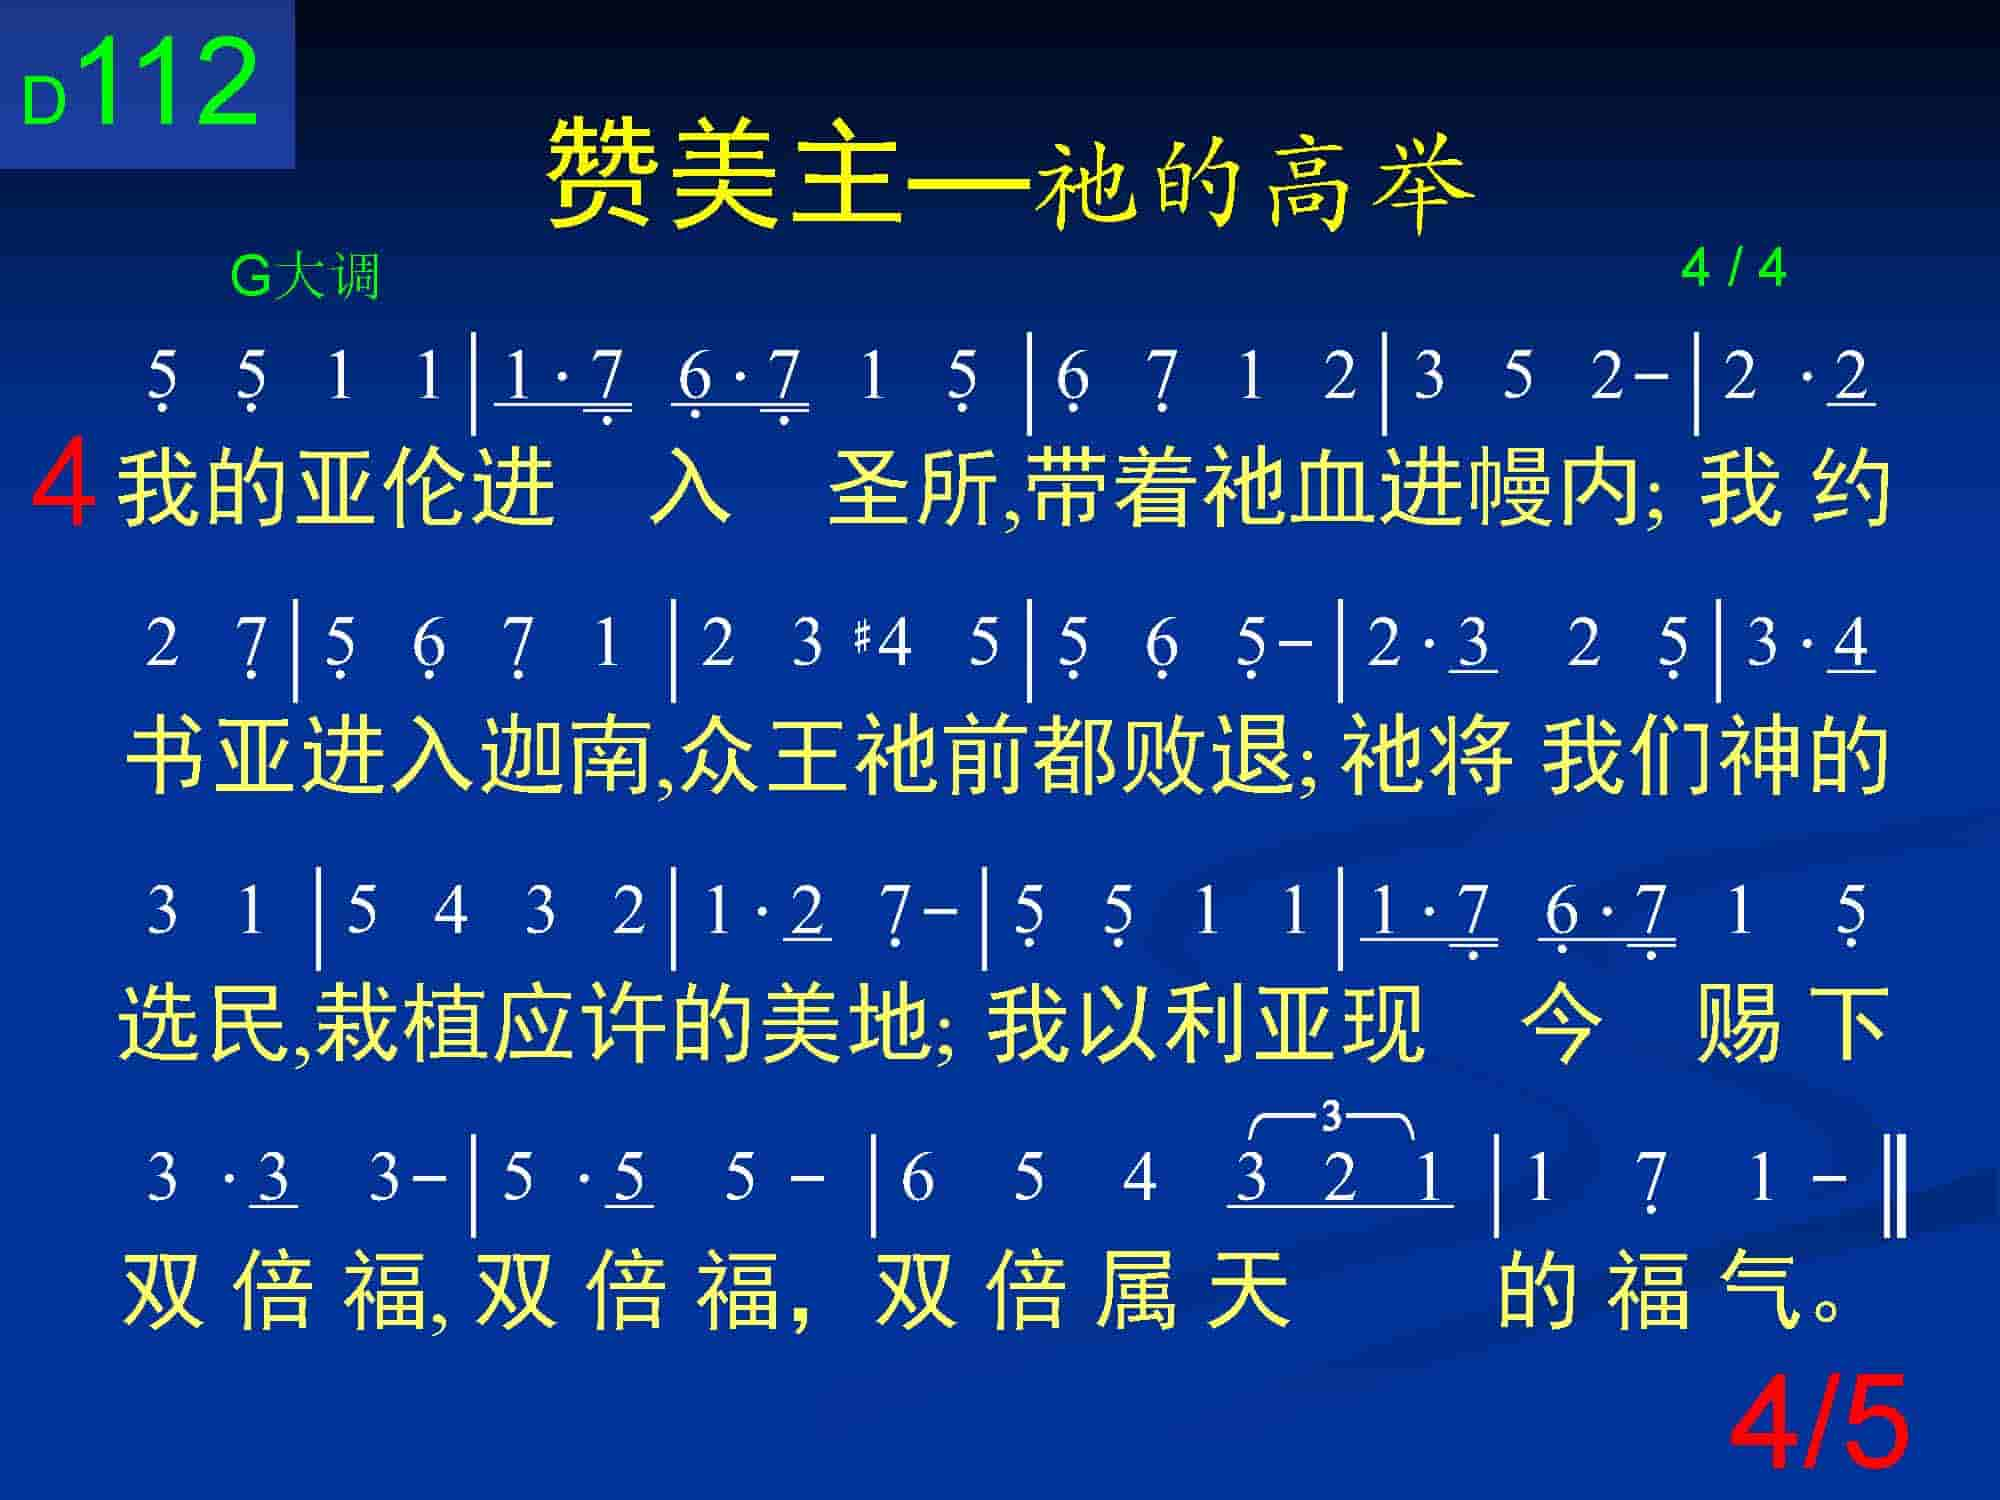 D112
赞美主—祂的高举
G大调 4/4
5̣ 5̣ 1 1 | 1·7̣ 6̣·7̣ 1 5̣ | 6̣ 7̣ 1 2 | 3 5 2- | 2 ·2
4 我的亚伦进 入 圣所,带着祂血进幔内; 我 约
2 7̣ | 5̣ 6̣ 7̣ 1 | 2 3 #4 5 | 5̣ 6̣ 5̣- | 2·3 2 5̣ | 3·4
书亚进入迦南,众王祂前都败退; 祂将 我们神的
3 1 | 5 4 3 2 | 1·2 7̣- | 5̣ 5̣ 1 1 | 1·7̣ 6̣·7̣ 1 5̣
选民,栽植应许的美地; 我以利亚现 今 赐 下
3
3 ·3 3- | 5 ·5 5 - | 6 5 4 3 2 1 | 1 7̣ 1 - ‖
双 倍 福, 双 倍 福, 双 倍 属 天 的 福 气。
4/5